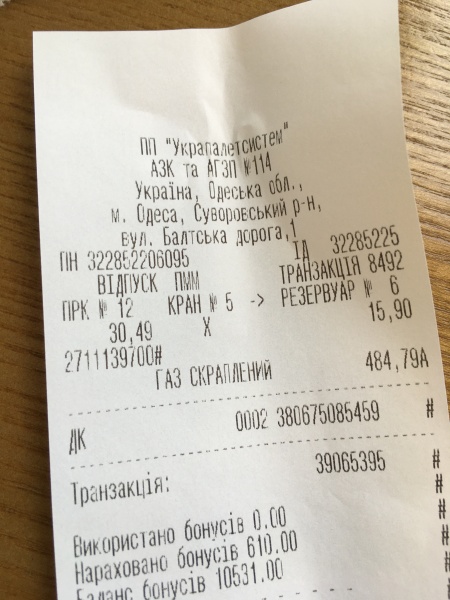 ПП "Укрпалетсистем"
АЗК та АГЗП №114
Україна, Одеська обл.,
м. Одеса, Суворовський р-н,
вул. Балтська дорога,1
ПН 322852206095 ІД 32285225
ВІДПУСК ПММ ТРАНЗАКЦІЯ 8492
ПРК № 12 КРАН № 5 -> РЕЗЕРВУАР № 6
30,49 X 15,90
2711139700#
ГАЗ СКРАПЛЕНИЙ 484,79А
ДК 0002 380675085459 #
Транзакція: 39065395 #
#
Використано бонусів 0.00 #
Нараховано бонусів 610.00 #
Баланс бонусів 10531.00 #